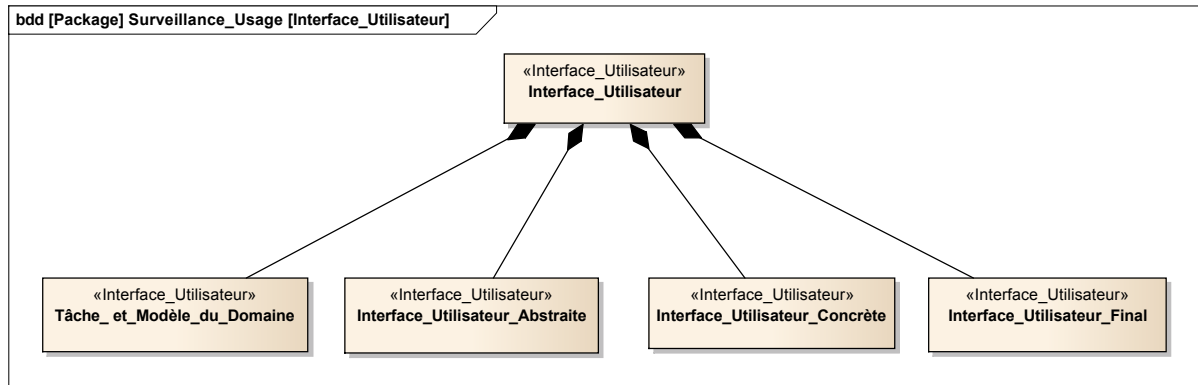 bdd [Package] Surveillance_Usage [Interface_Utilisateur]
«Interface_Utilisateur»
Interface_Utilisateur
«Interface_Utilisateur»
Tâche_ et_Modèle_du_Domaine
«Interface_Utilisateur»
Interface_Utilisateur_Abstraite
«Interface_Utilisateur»
Interface_Utilisateur_Concrète
«Interface_Utilisateur»
Interface_Utilisateur_Final